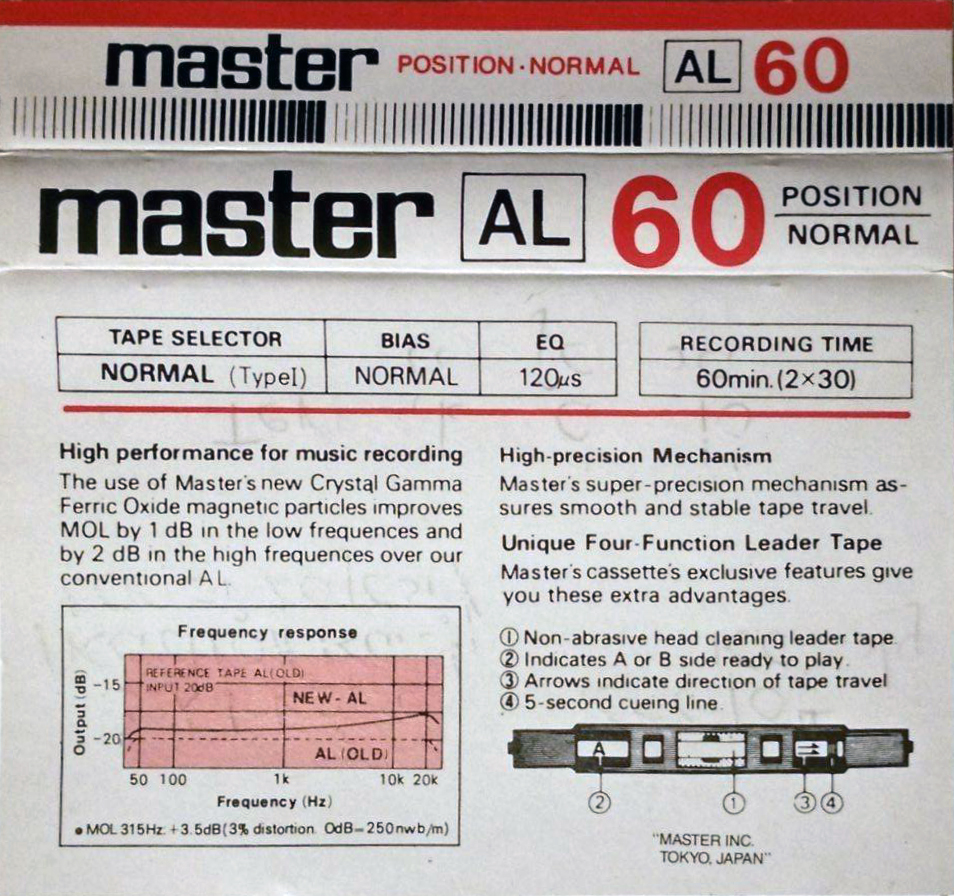 master POSITION·NORMAL AL 60
master AL 60 POSITION NORMAL
TAPE SELECTOR BIAS EQ RECORDING TIME
NORMAL (TypeI) NORMAL 120µs 60min.(2×30)
High performance for music recording
The use of Master's new Crystal Gamma
Ferric Oxide magnetic particles improves
MOL by 1 dB in the low frequences and
by 2 dB in the high frequences over our
conventional AL.
Frequency response
REFERENCE TAPE AL(OLD)
INPUT 20dB
NEW-AL
AL(OLD)
Output (dB)
-15
-20
50 100 1k 10k 20k
Frequency (Hz)
• MOL 315Hz: +3.5dB(3% distortion 0dB=250nwb/m)
High-precision Mechanism
Master's super-precision mechanism as-
sures smooth and stable tape travel.
Unique Four-Function Leader Tape
Master's cassette's exclusive features give
you these extra advantages.
① Non-abrasive head cleaning leader tape
② Indicates A or B side ready to play.
③ Arrows indicate direction of tape travel
④ 5-second cueing line.
A
② ① ③ ④
"MASTER INC.
TOKYO, JAPAN"